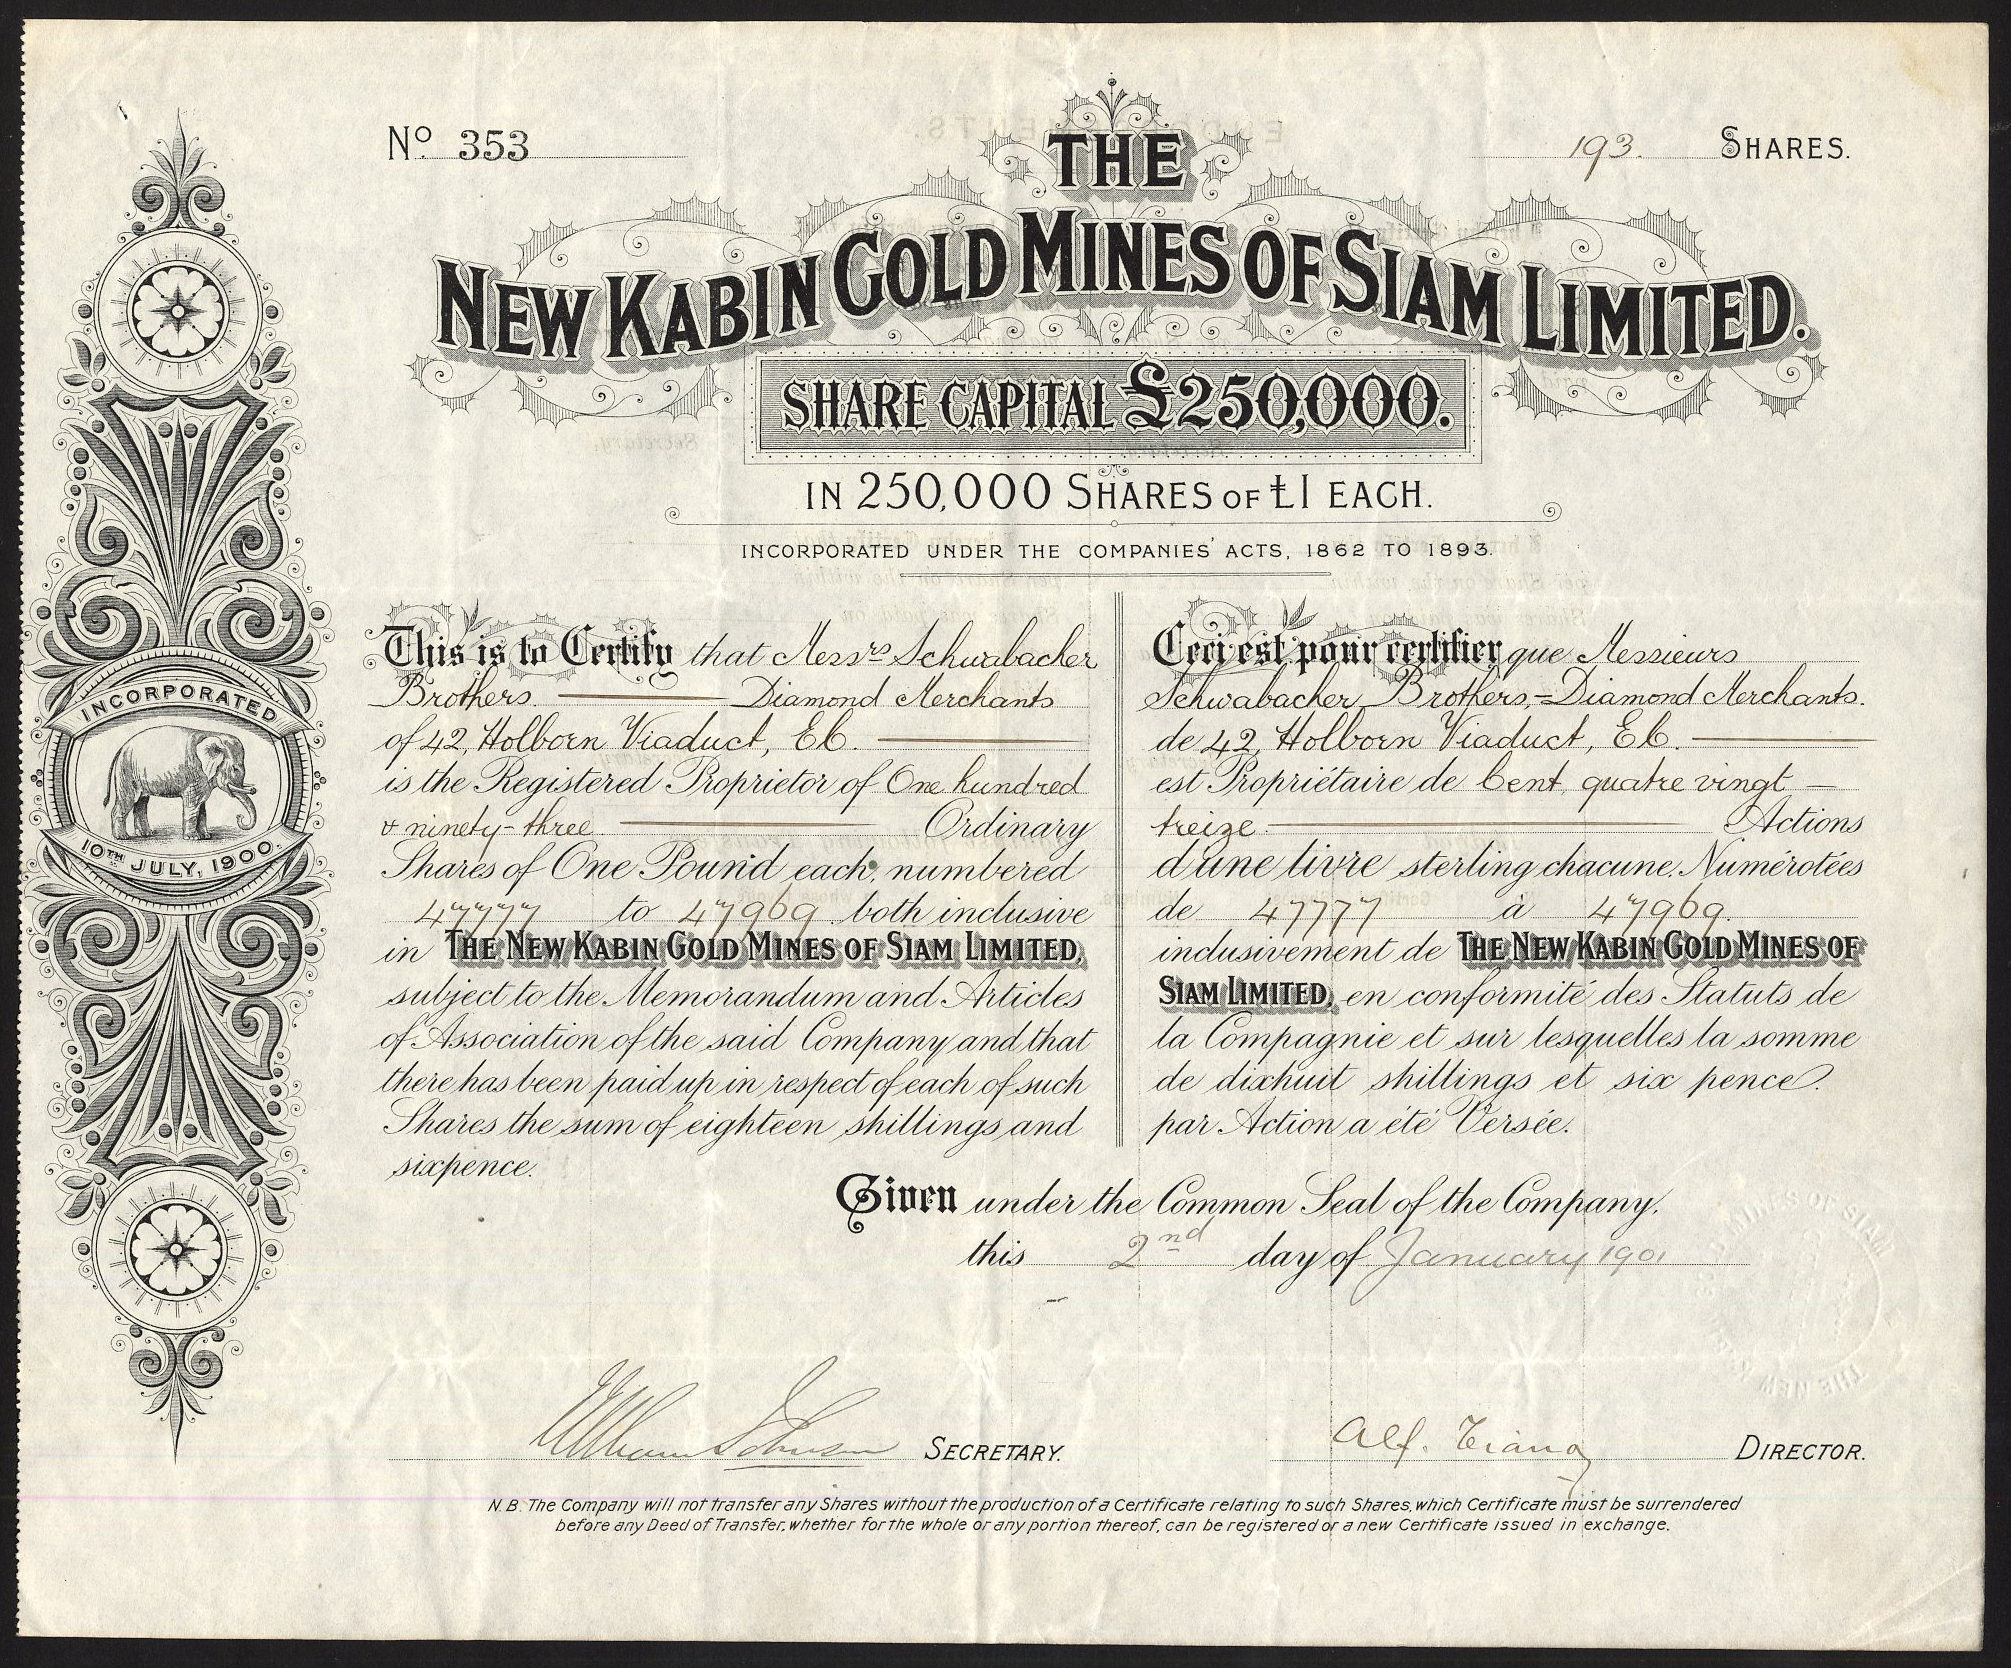 No. 353
193. SHARES.
THE
NEW KABIN GOLD MINES OF SIAM LIMITED.
SHARE CAPITAL £250,000.
IN 250,000 SHARES OF £1 EACH.
INCORPORATED UNDER THE COMPANIES' ACTS, 1862 TO 1893.
INCORPORATED
10TH JULY, 1900.
This is to Certify that Messrs Schwabacher
Brothers. Diamond Merchants
of 42, Holborn Viaduct, E.C.
is the Registered Proprietor of One hundred
& ninety-three Ordinary
Shares of One Pound each, numbered
47777 to 47969 both inclusive
in THE NEW KABIN GOLD MINES OF SIAM LIMITED,
subject to the Memorandum and Articles
of Association of the said Company and that
there has been paid up in respect of each of such
Shares the sum of eighteen shillings and
sixpence.
Ceci est pour certifier que Messieurs
Schwabacher Brothers, = Diamond Merchants.
de 42, Holborn Viaduct, E.C.
est Propriétaire de Cent quatre vingt
treize Actions
d'une livre sterling chacune. Numérotées
de 47777 à 47969.
inclusivement de THE NEW KABIN GOLD MINES OF
SIAM LIMITED, en conformité des Statuts de
la Compagnie et sur lesquelles la somme
de dixhuit shillings et six pence.
par Action a été Versée.
Given under the Common Seal of the Company,
this 2nd day of January 1901
William Johnson SECRETARY.
Alf. DIRECTOR.
N.B. The Company will not transfer any Shares without the production of a Certificate relating to such Shares, which Certificate must be surrendered
before any Deed of Transfer, whether for the whole or any portion thereof, can be registered or a new Certificate issued in exchange.